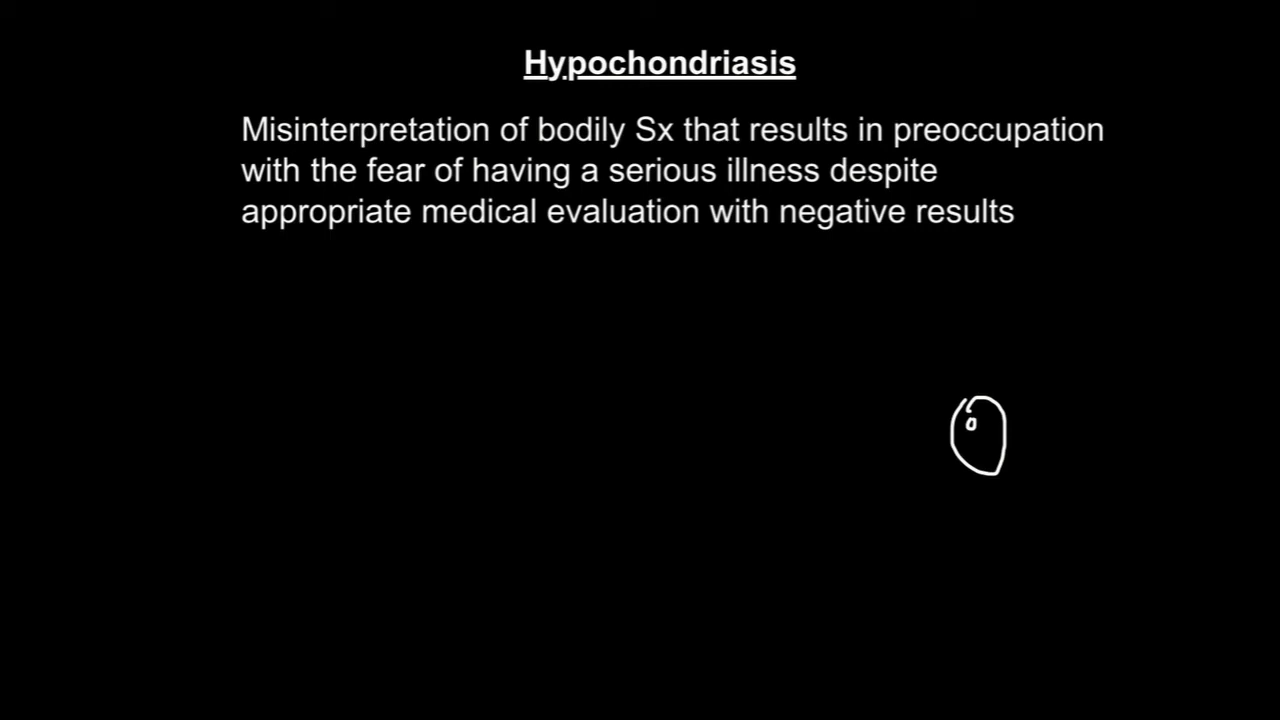 Hypochondriasis
Misinterpretation of bodily Sx that results in preoccupation
with the fear of having a serious illness despite
appropriate medical evaluation with negative results